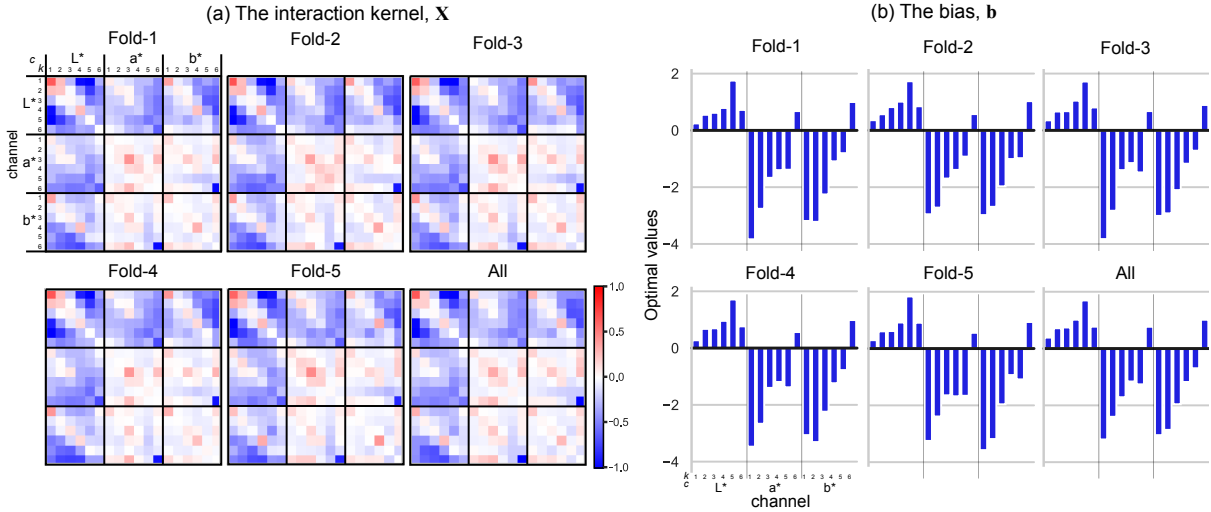 (a) The interaction kernel, X
(b) The bias, b
Fold-1 Fold-2 Fold-3
c L* a* b*
k 1 2 3 4 5 6 1 2 3 4 5 6 1 2 3 4 5 6
channel
L* 1 2 3 4 5 6
a* 1 2 3 4 5 6
b* 1 2 3 4 5 6
Fold-4 Fold-5 All
1.0
0.5
0.0
−0.5
−1.0
Fold-1 Fold-2 Fold-3
2
0
−2
−4
Optimal values
Fold-4 Fold-5 All
2
0
−2
−4
k 1 2 3 4 5 6 1 2 3 4 5 6 1 2 3 4 5 6
c L* a* b*
channel